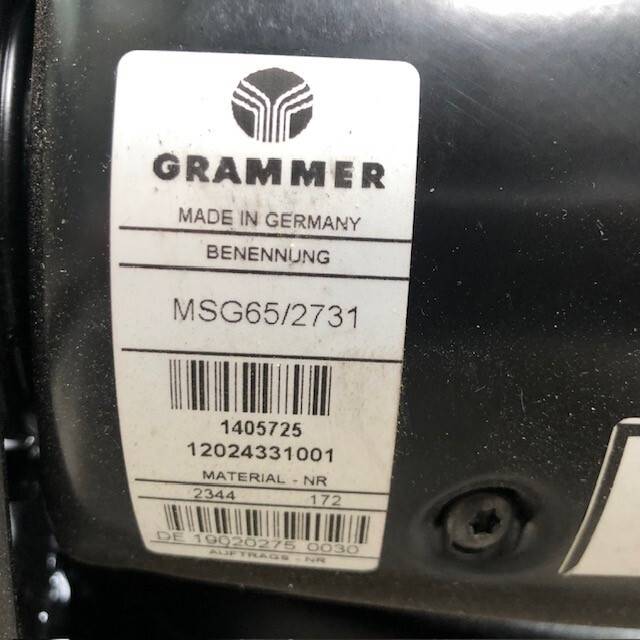 GRAMMER
MADE IN GERMANY
BENENNUNG
MSG65/2731
1405725
12024331001
MATERIAL - NR
2344 172
DE 19020275 0030
AUFTRAGS - NR